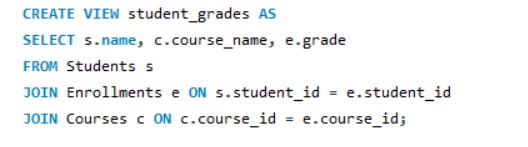 CREATE VIEW student_grades AS
SELECT s.name, c.course_name, e.grade
FROM Students s
JOIN Enrollments e ON s.student_id = e.student_id
JOIN Courses c ON c.course_id = e.course_id;